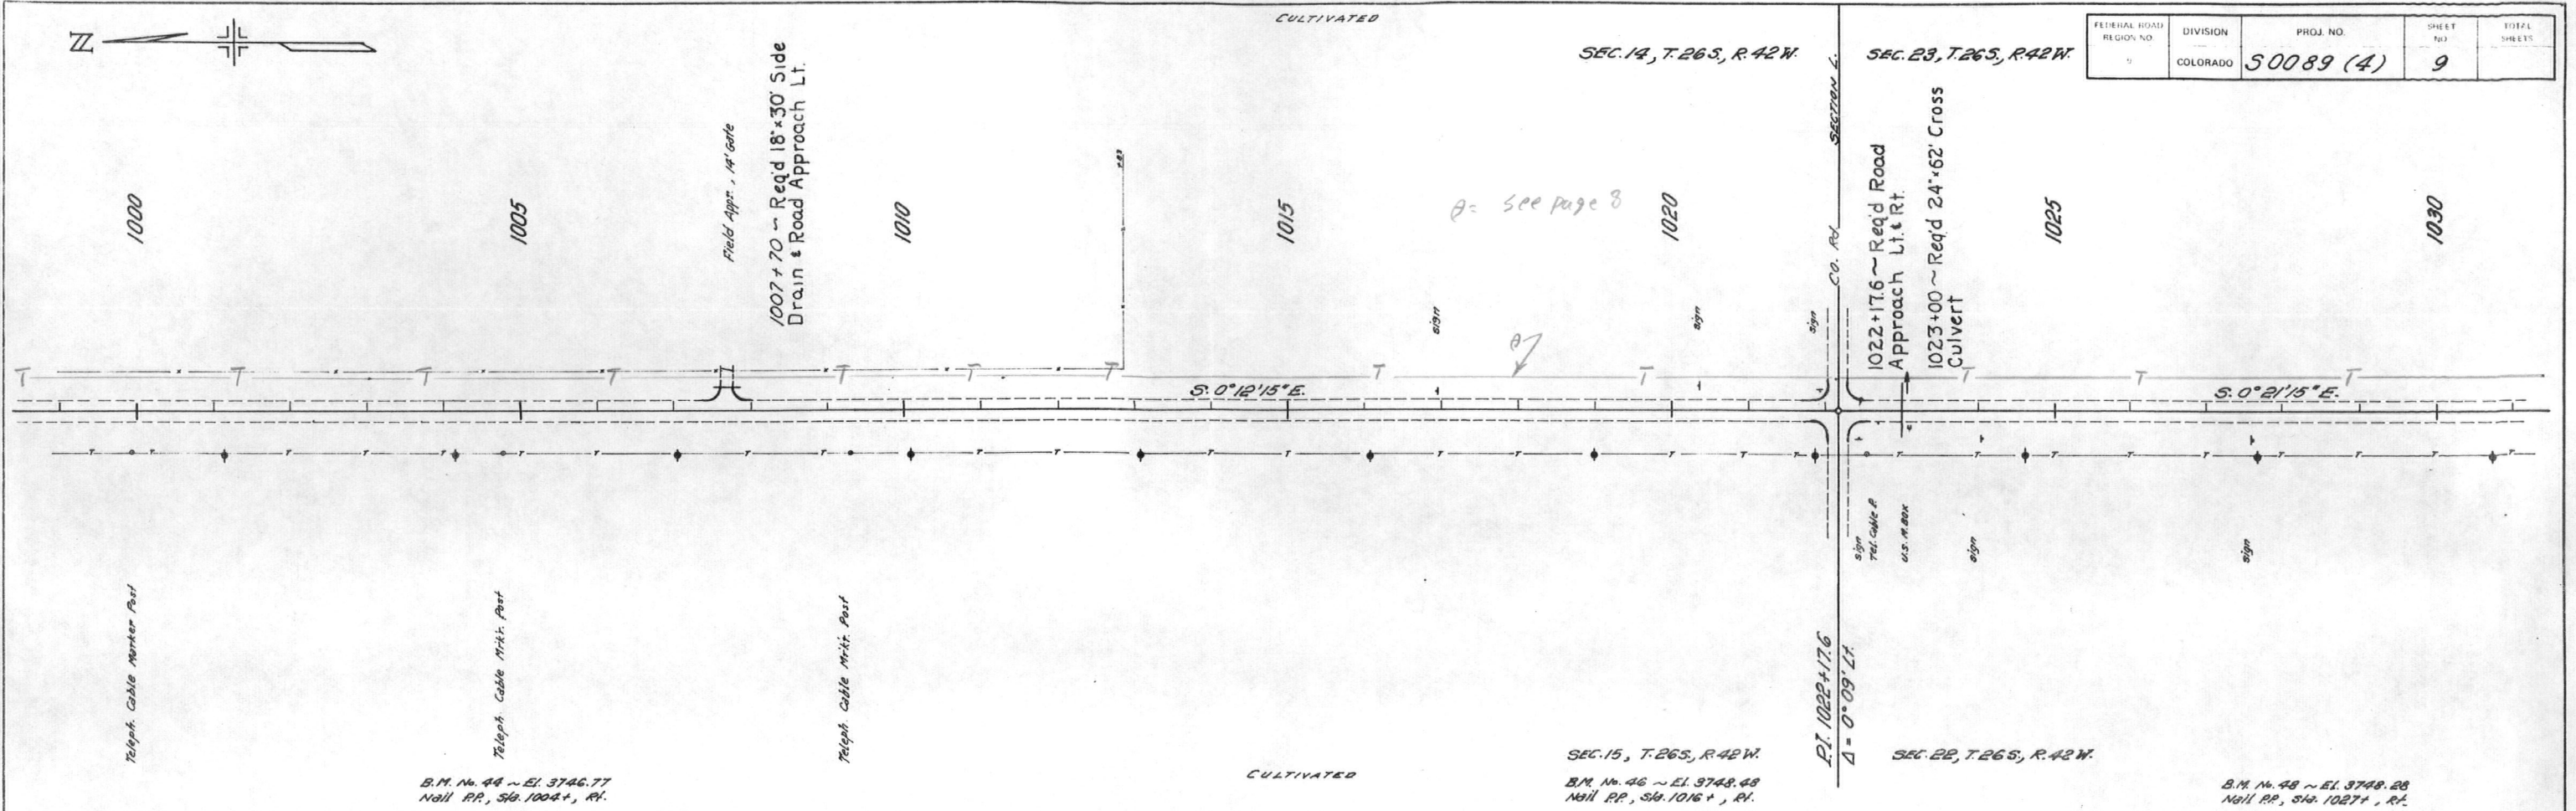 CULTIVATED
N
SEC. 14, T. 26 S., R. 42 W.
SEC. 23, T. 26 S., R. 42 W.
FEDERAL ROAD REGION NO.
DIVISION
PROJ. NO.
SHEET NO
TOTAL SHEETS
9
COLORADO
S 0089 (4)
9
SECTION L.
CO. Rd
1000
1005
Field App., 14' Gate
1007 + 70 ~ Req'd 18"x30' Side
Drain & Road Approach Lt.
1010
+83
1015
A = See page 3
sign
1020
sign
sign
1022+17.6 ~ Req'd Road
Approach Lt. & Rt.
1023+00 ~ Req'd 24"x62' Cross
Culvert
1025
1030
T T T T T T T T T T T T
A
S. 0°12'15" E.
S. 0°21'15" E.
Teleph. Cable Marker Post
Teleph. Cable Mrkr. Post
Teleph. Cable Mrkr. Post
sign
Tel. Cable P.
U.S. M. BOX
sign
sign
P.I. 1022+17.6
Δ = 0°09' Lt.
SEC. 15, T. 26 S., R. 42 W.
SEC. 22, T. 26 S., R. 42 W.
B.M. No. 44 ~ El. 3746.77
Nail P.P., Sta. 1004+, Rt.
CULTIVATED
B.M. No. 46 ~ El. 3748.48
Nail P.P., Sta. 1016+, Rt.
B.M. No. 48 ~ El. 3748.28
Nail P.P., Sta. 1027+, Rt.